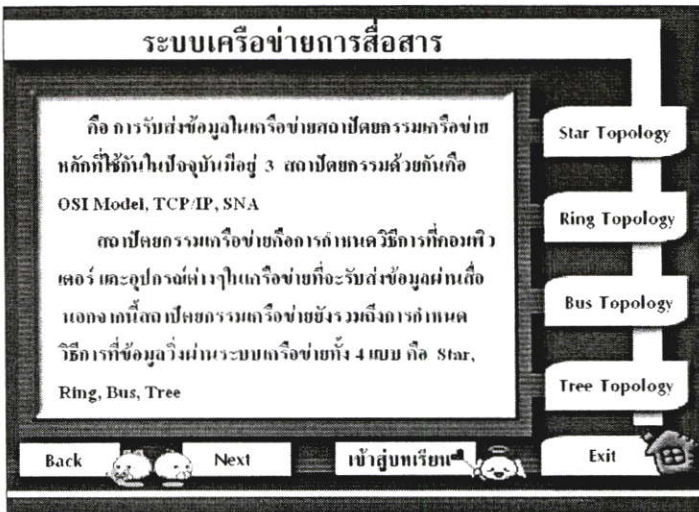 ระบบเครือข่ายการสื่อสาร
คือ การรับส่งข้อมูลในเครือข่ายสถาปัตยกรรมเครือข่าย
หลักที่ใช้กันในปัจจุบันมีอยู่ 3 สถาปัตยกรรมด้วยกันคือ
OSI Model, TCP/IP, SNA
สถาปัตยกรรมเครือข่ายคือการกำหนดวิธีการที่คอมพิว
เตอร์ และอุปกรณ์ต่างๆในเครือข่ายที่จะรับส่งข้อมูลผ่านสื่อ
นอกจากนี้สถาปัตยกรรมเครือข่ายยังรวมถึงการกำหนด
วิธีการที่ข้อมูลวิ่งผ่านระบบเครือข่ายทั้ง 4 แบบ คือ Star,
Ring, Bus, Tree
Star Topology
Ring Topology
Bus Topology
Tree Topology
Back
Next
เข้าสู่บทเรียน
Exit